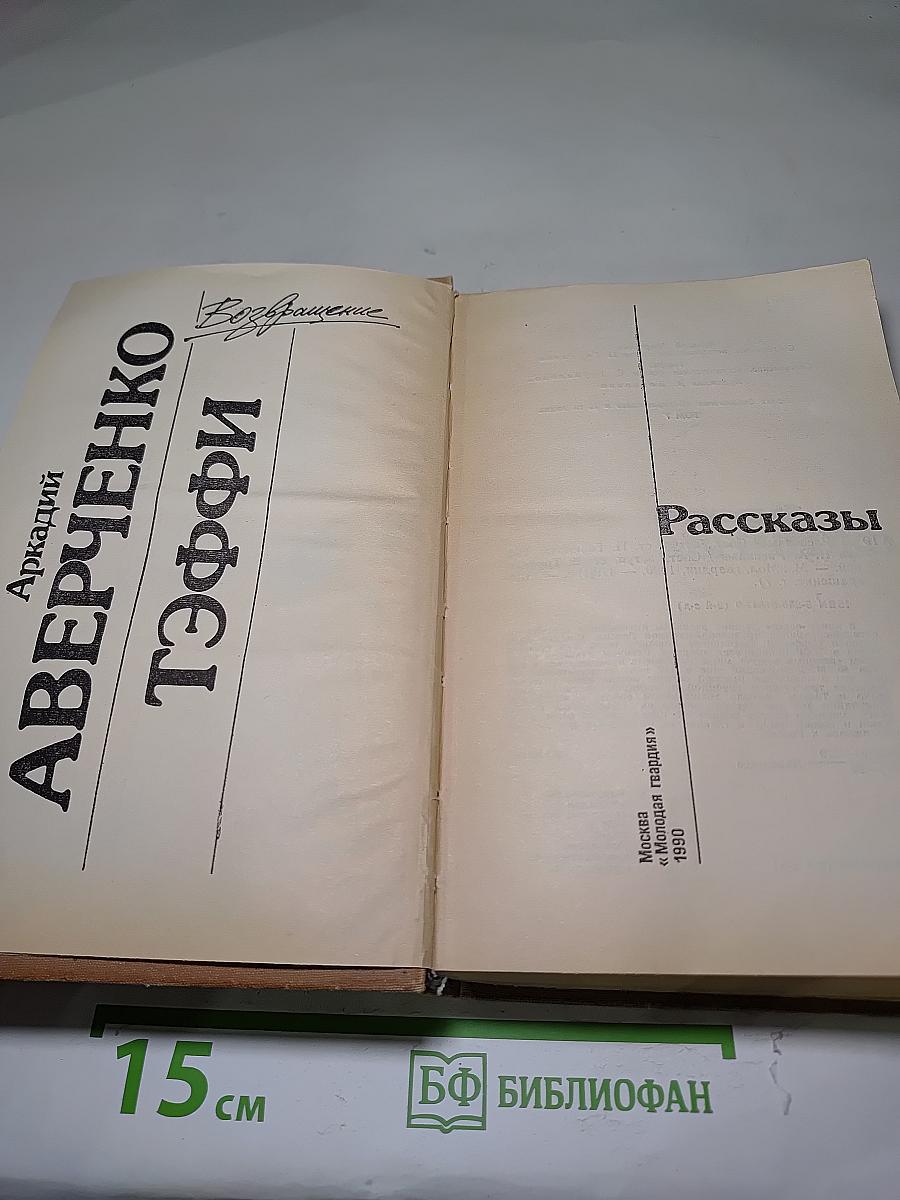 Возвращение
Аркадий
АВЕРЧЕНКО
ТЭФФИ
Рассказы
Москва
«Молодая гвардия»
1990
15 см
БФ БИБЛИОФАН